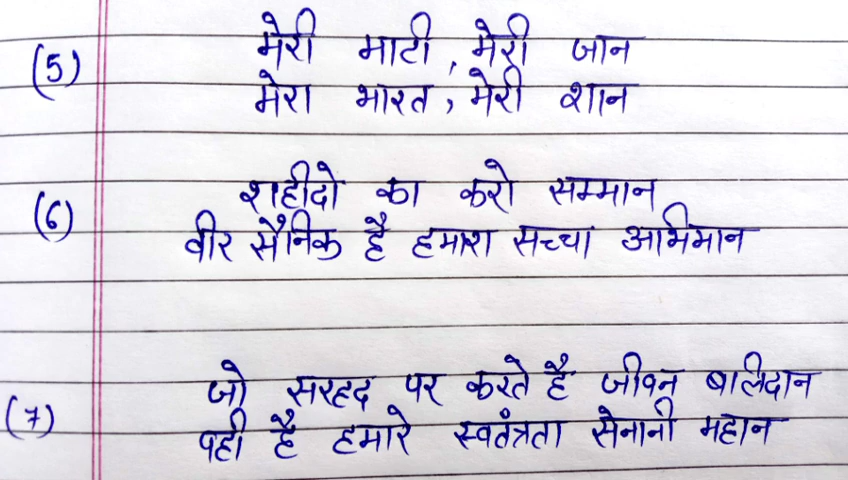 (5) मेरी माटी, मेरी जान
मेरा भारत, मेरी शान
(6) शहीदो का करो सम्मान
वीर सैनिक है हमारा सच्चा अभिमान
(7) जो सरहद पर करते है जीवन बलिदान
वही है हमारे स्वतंत्रता सेनानी महान